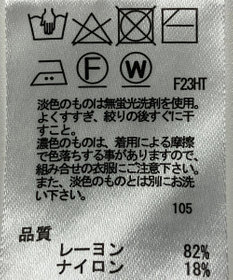 F W
F23HT
淡色のものは無蛍光洗剤を使用。
よくすすぎ、絞りの後すぐに干
すこと。
濃色のものは、着用による摩擦
で色落ちする事がありますので、
組み合せの衣服にご注意下さい。
また、淡色のものとは別にお洗
い下さい。
105
品質
レーヨン 82%
ナイロン 18%